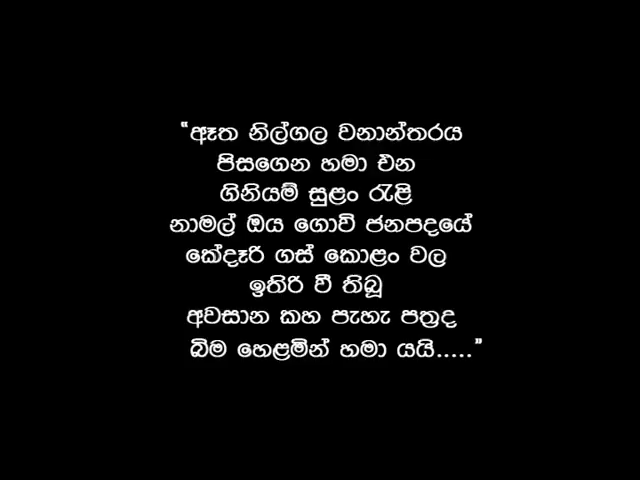 “ඈත නිල්ගල වනාන්තරය
පිසගෙන හමා එන
ගිනියම් සුළං රැළි
නාමල් ඔය ගොවි ජනපදයේ
කේදෑරි ගස් කොළං වල
ඉතිරි වී තිබූ
අවසාන කහ පැහැ පත්‍රද
බිම හෙළමින් හමා යයි.....”